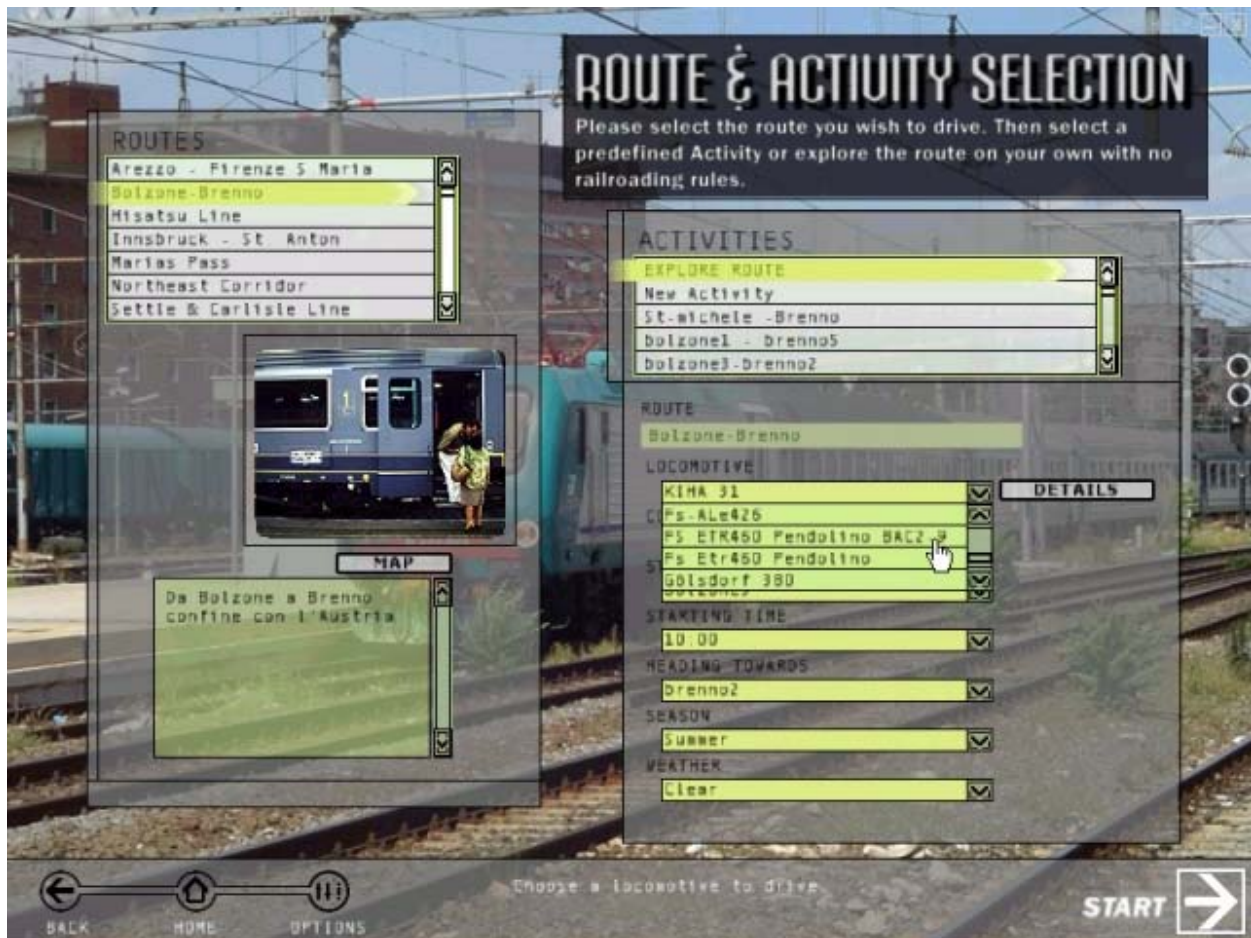 ROUTE & ACTIVITY SELECTION
Please select the route you wish to drive. Then select a
predefined Activity or explore the route on your own with no
railroading rules.
ROUTES
Arezzo - Firenze S Maria
Bolzone-Brenno
Hisatsu Line
Innsbruck - St. Anton
Marias Pass
Northeast Corridor
Settle & Carlisle Line
MAP
Da Bolzone a Brenno
confine con l'Austria
ACTIVITIES
EXPLORE ROUTE
New Activity
St-michele -Brenno
bolzone1 - brenno5
bolzone3-brenno2
ROUTE
Bolzone-Brenno
LOCOMOTIVE
KIHA 31
DETAILS
Fs-ALe426
FS ETR460 Pendolino BAC2
Fs Etr460 Pendolino
Gölsdorf 380
STARTING TIME
10:00
HEADING TOWARDS
brenno2
SEASON
Summer
WEATHER
Clear
BACK
HOME
OPTIONS
Choose a locomotive to drive
START